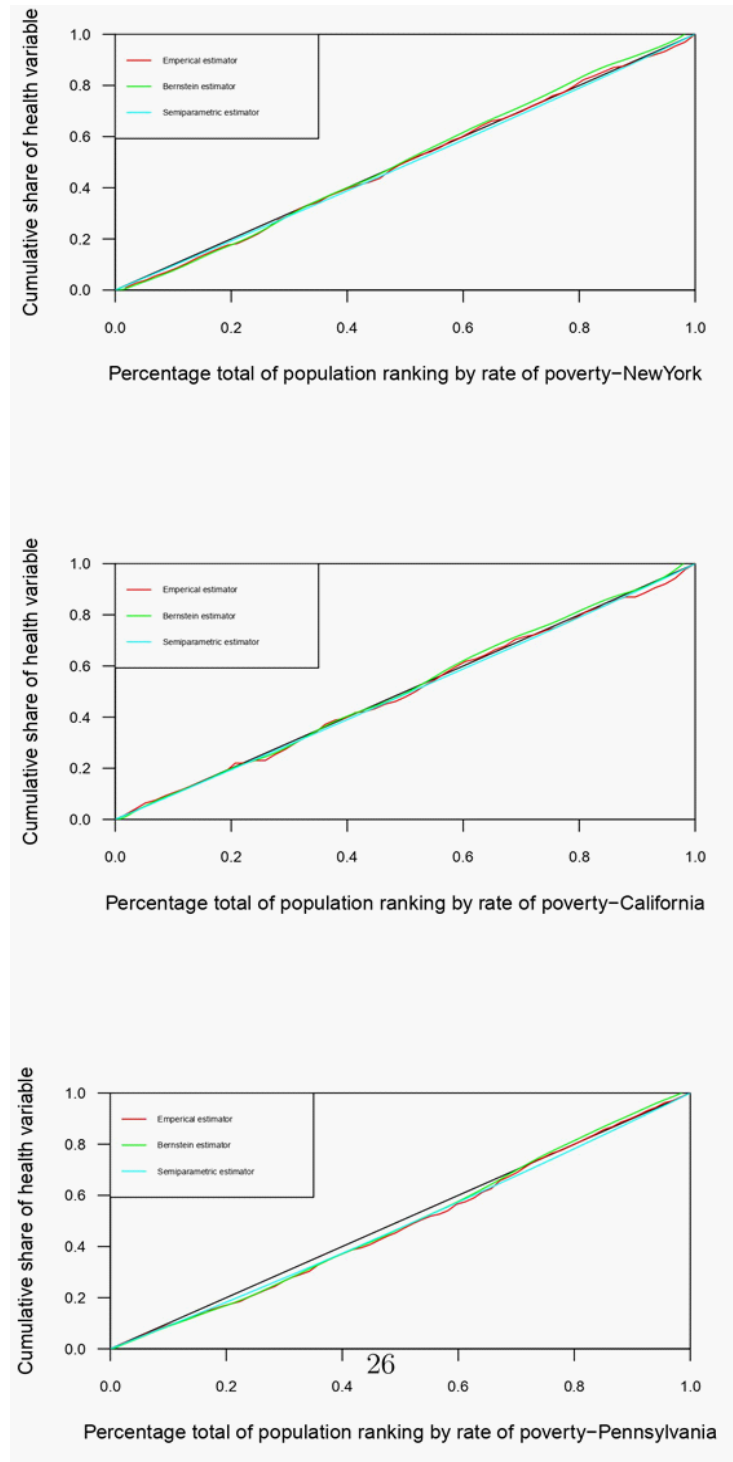 Cumulative share of health variable
1.0
0.8
0.6
0.4
0.2
0.0
Emperical estimator
Bernstein estimator
Semiparametric estimator
0.0 0.2 0.4 0.6 0.8 1.0
Percentage total of population ranking by rate of poverty−NewYork
Cumulative share of health variable
1.0
0.8
0.6
0.4
0.2
0.0
Emperical estimator
Bernstein estimator
Semiparametric estimator
0.0 0.2 0.4 0.6 0.8 1.0
Percentage total of population ranking by rate of poverty−California
Cumulative share of health variable
1.0
0.8
0.6
0.4
0.2
0.0
Emperical estimator
Bernstein estimator
Semiparametric estimator
26
0.0 0.2 0.4 0.6 0.8 1.0
Percentage total of population ranking by rate of poverty−Pennsylvania